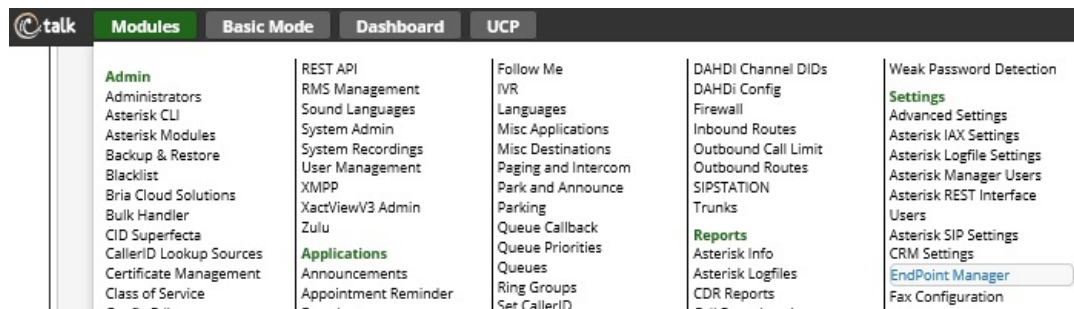 talk Modules Basic Mode Dashboard UCP
Admin
Administrators
Asterisk CLI
Asterisk Modules
Backup & Restore
Blacklist
Bria Cloud Solutions
Bulk Handler
CID Superfecta
CallerID Lookup Sources
Certificate Management
Class of Service
REST API
RMS Management
Sound Languages
System Admin
System Recordings
User Management
XMPP
XactViewV3 Admin
Zulu
Applications
Announcements
Appointment Reminder
Follow Me
IVR
Languages
Misc Applications
Misc Destinations
Paging and Intercom
Park and Announce
Parking
Queue Callback
Queue Priorities
Queues
Ring Groups
Set CallerID
DAHDI Channel DIDs
DAHDi Config
Firewall
Inbound Routes
Outbound Call Limit
Outbound Routes
SIPSTATION
Trunks
Reports
Asterisk Info
Asterisk Logfiles
CDR Reports
Weak Password Detection
Settings
Advanced Settings
Asterisk IAX Settings
Asterisk Logfile Settings
Asterisk Manager Users
Asterisk REST Interface
Users
Asterisk SIP Settings
CRM Settings
EndPoint Manager
Fax Configuration